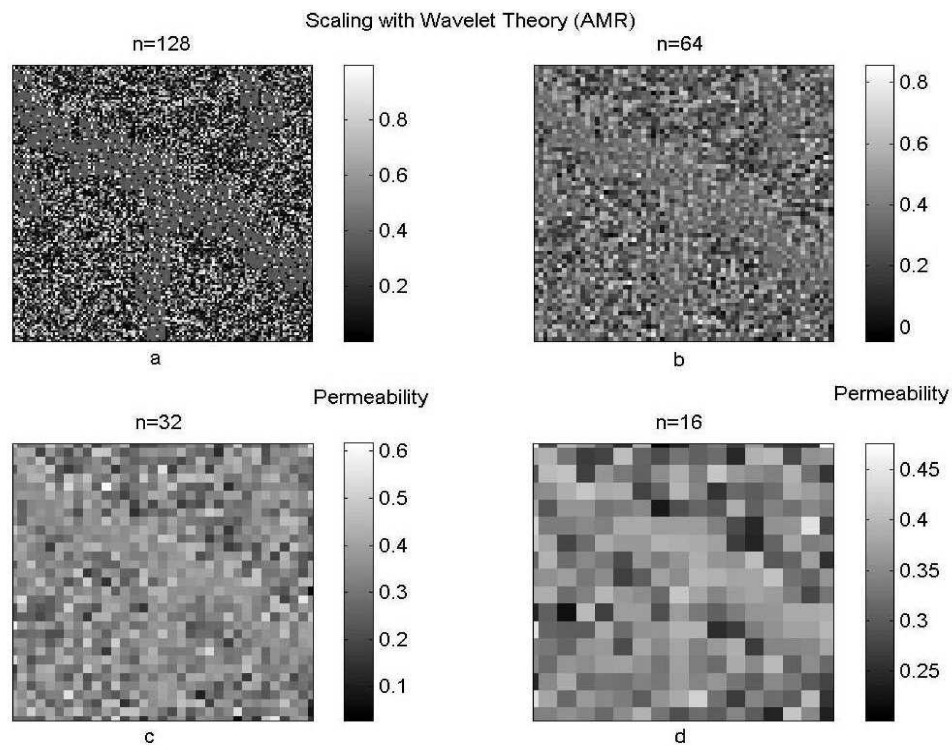 Scaling with Wavelet Theory (AMR)
n=128
n=64
0.8
0.6
0.4
0.2
0.8
0.6
0.4
0.2
0
a
b
Permeability
Permeability
n=32
n=16
0.6
0.5
0.4
0.3
0.2
0.1
0.45
0.4
0.35
0.3
0.25
c
d